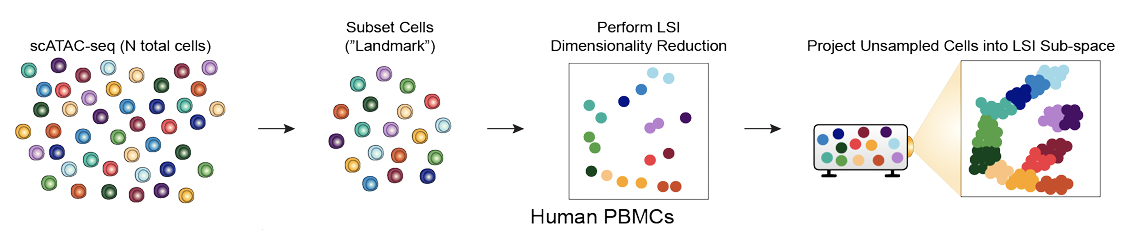 scATAC-seq (N total cells)
Subset Cells
("Landmark")
Perform LSI
Dimensionality Reduction
Project Unsampled Cells into LSI Sub-space
Human PBMCs